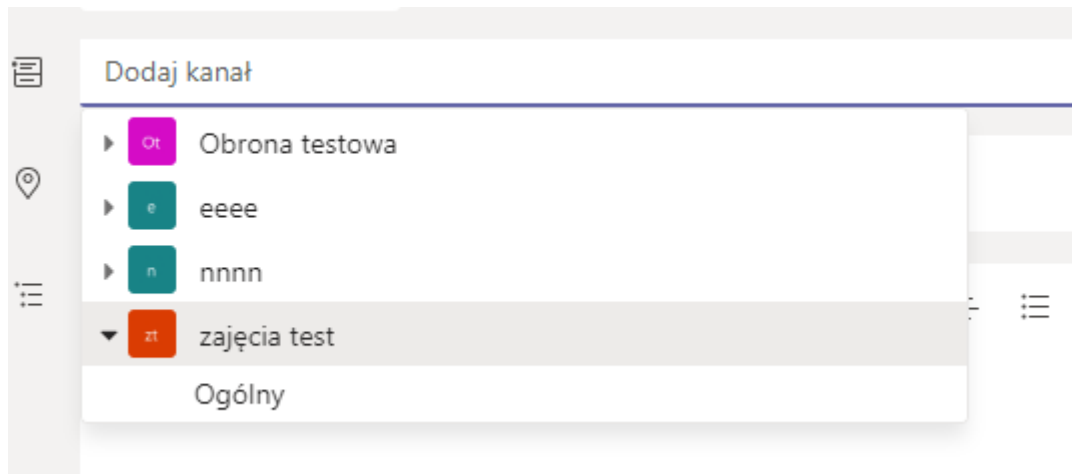 Dodaj kanał
Ot Obrona testowa
e eeee
n nnnn
zt zajęcia test
Ogólny